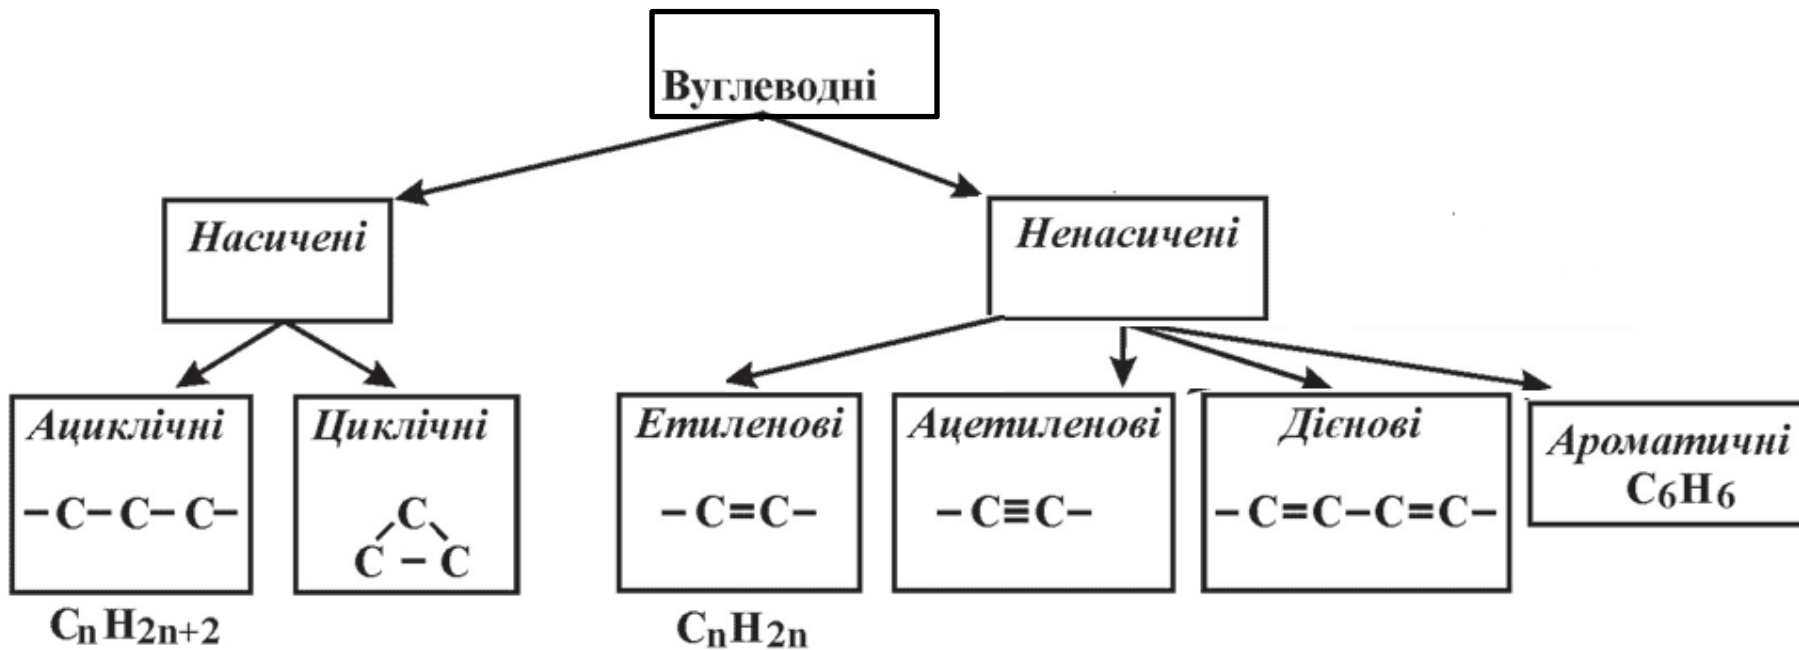 Вуглеводні
Насичені
Ненасичені
Ациклічні
–C–C–C–
CnH2n+2
Циклічні
C
C – C
Етиленові
–C=C–
CnH2n
Ацетиленові
–C≡C–
Дієнові
–C=C–C=C–
Ароматичні
C6H6